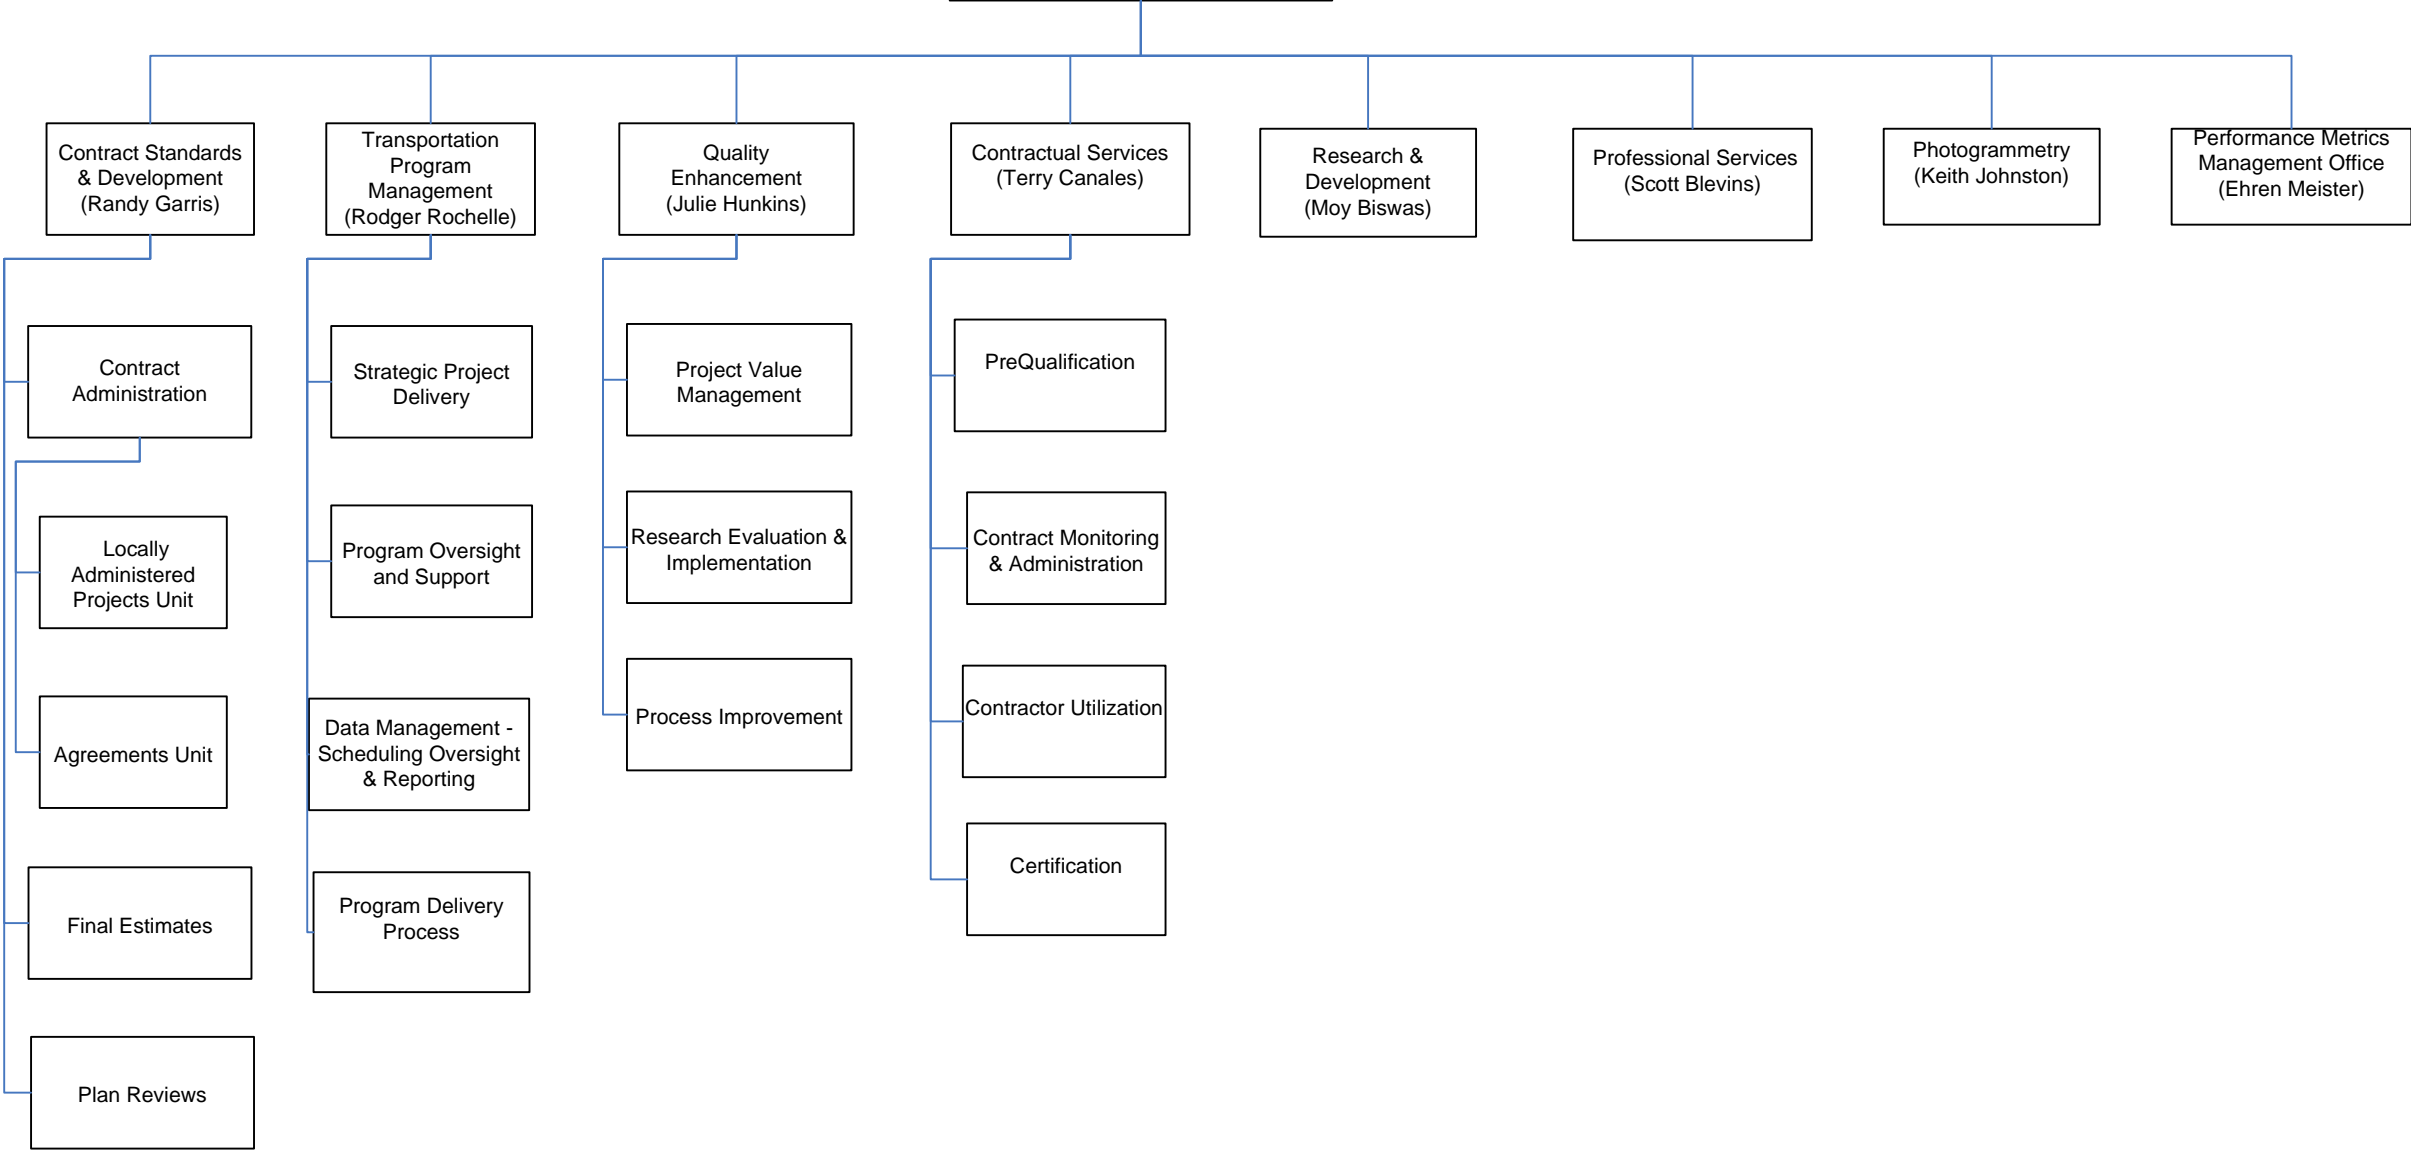 Contract Standards
& Development
(Randy Garris)
Transportation
Program
Management
(Rodger Rochelle)
Quality
Enhancement
(Julie Hunkins)
Contractual Services
(Terry Canales)
Research &
Development
(Moy Biswas)
Professional Services
(Scott Blevins)
Photogrammetry
(Keith Johnston)
Performance Metrics
Management Office
(Ehren Meister)
Contract
Administration
Locally
Administered
Projects Unit
Agreements Unit
Final Estimates
Plan Reviews
Strategic Project
Delivery
Program Oversight
and Support
Data Management -
Scheduling Oversight
& Reporting
Program Delivery
Process
Project Value
Management
Research Evaluation &
Implementation
Process Improvement
PreQualification
Contract Monitoring
& Administration
Contractor Utilization
Certification